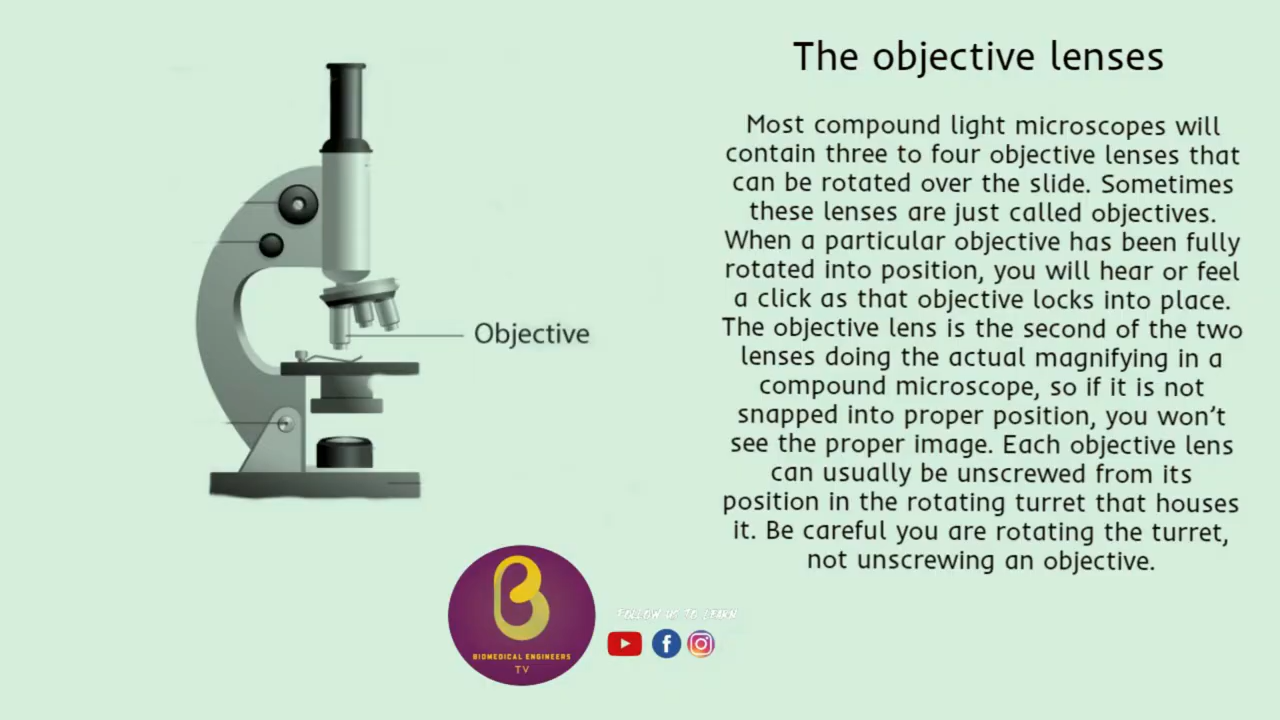 The objective lenses
Most compound light microscopes will
contain three to four objective lenses that
can be rotated over the slide. Sometimes
these lenses are just called objectives.
When a particular objective has been fully
rotated into position, you will hear or feel
a click as that objective locks into place.
The objective lens is the second of the two
lenses doing the actual magnifying in a
compound microscope, so if it is not
snapped into proper position, you won't
see the proper image. Each objective lens
can usually be unscrewed from its
position in the rotating turret that houses
it. Be careful you are rotating the turret,
not unscrewing an objective.
Objective
BIOMEDICAL ENGINEERS
TV
FOLLOW US TO LEARN